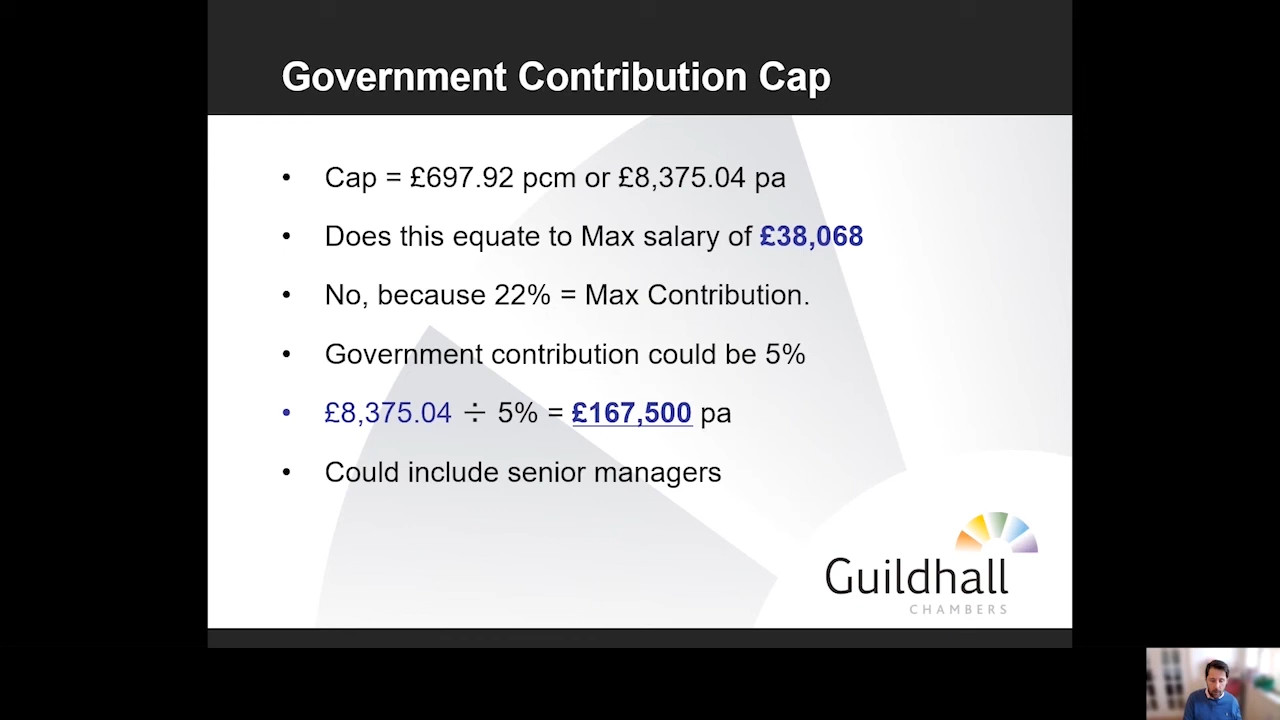 Government Contribution Cap
• Cap = £697.92 pcm or £8,375.04 pa
• Does this equate to Max salary of £38,068
• No, because 22% = Max Contribution.
• Government contribution could be 5%
• £8,375.04 ÷ 5% = £167,500 pa
• Could include senior managers
Guildhall
CHAMBERS